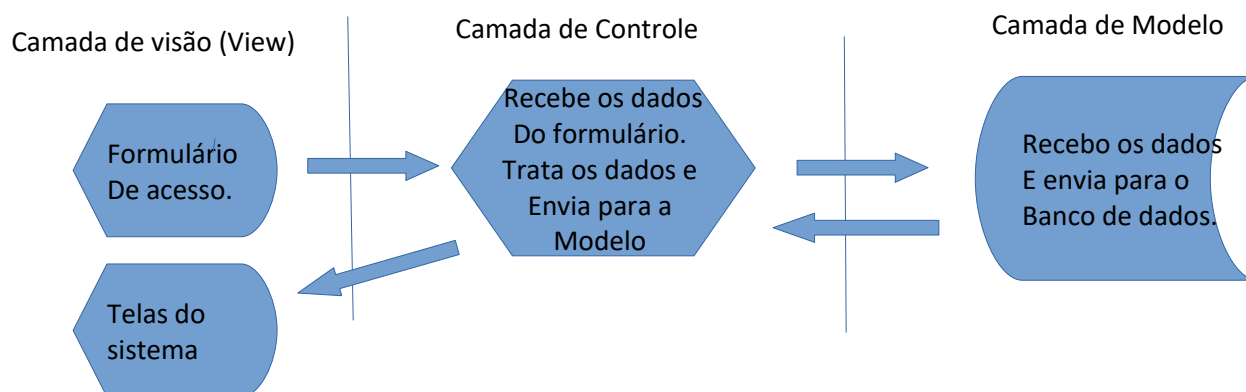 Camada de visão (View)
Camada de Controle
Camada de Modelo
Formulário
De acesso.
Recebe os dados
Do formulário.
Trata os dados e
Envia para a
Modelo
Recebo os dados
E envia para o
Banco de dados.
Telas do
sistema